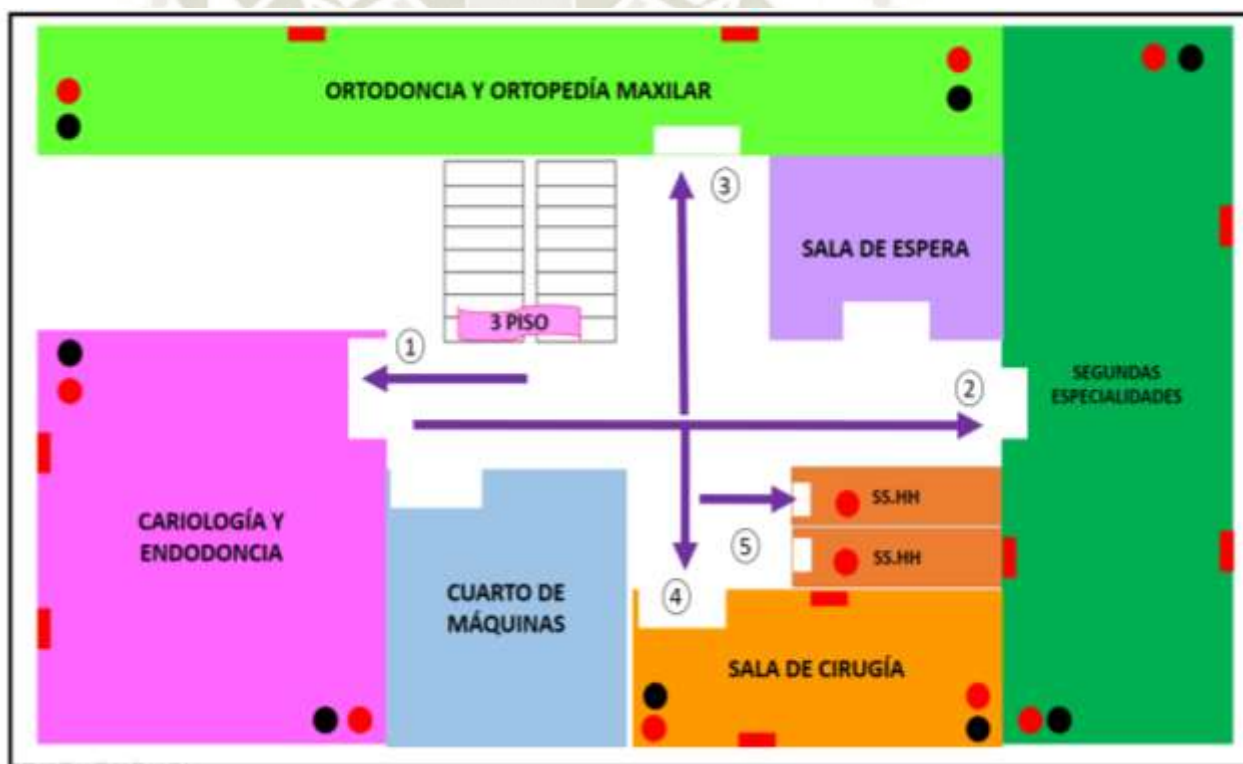 ORTODONCIA Y ORTOPEDÍA MAXILAR
3
SALA DE ESPERA
3 PISO
1
2
SEGUNDAS
ESPECIALIDADES
CARIOLOGÍA Y
ENDODONCIA
SS.HH
5
SS.HH
CUARTO DE
MÁQUINAS
4
SALA DE CIRUGÍA